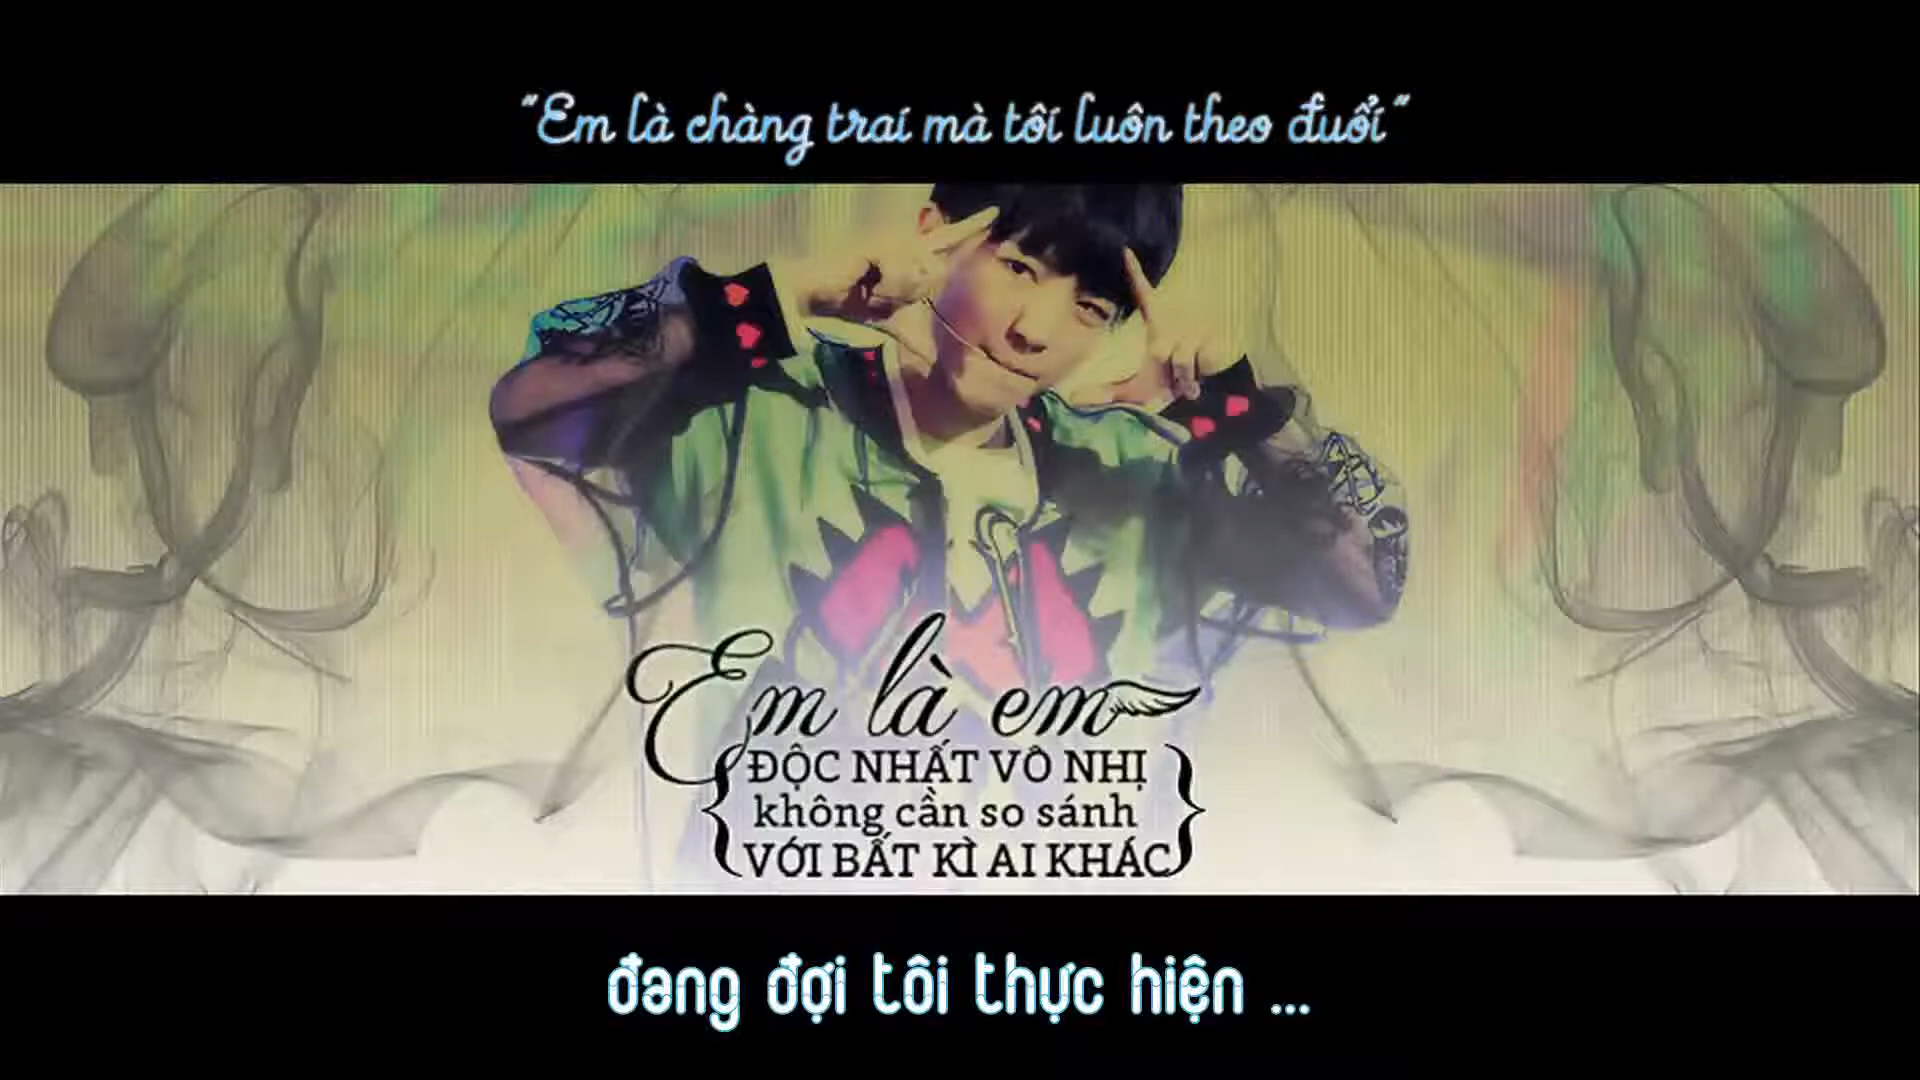 "Em là chàng trai mà tôi luôn theo đuổi"
Em là em
ĐỘC NHẤT VÔ NHỊ
không cần so sánh
VỚI BẤT KÌ AI KHÁC
đang đợi tôi thực hiện ...